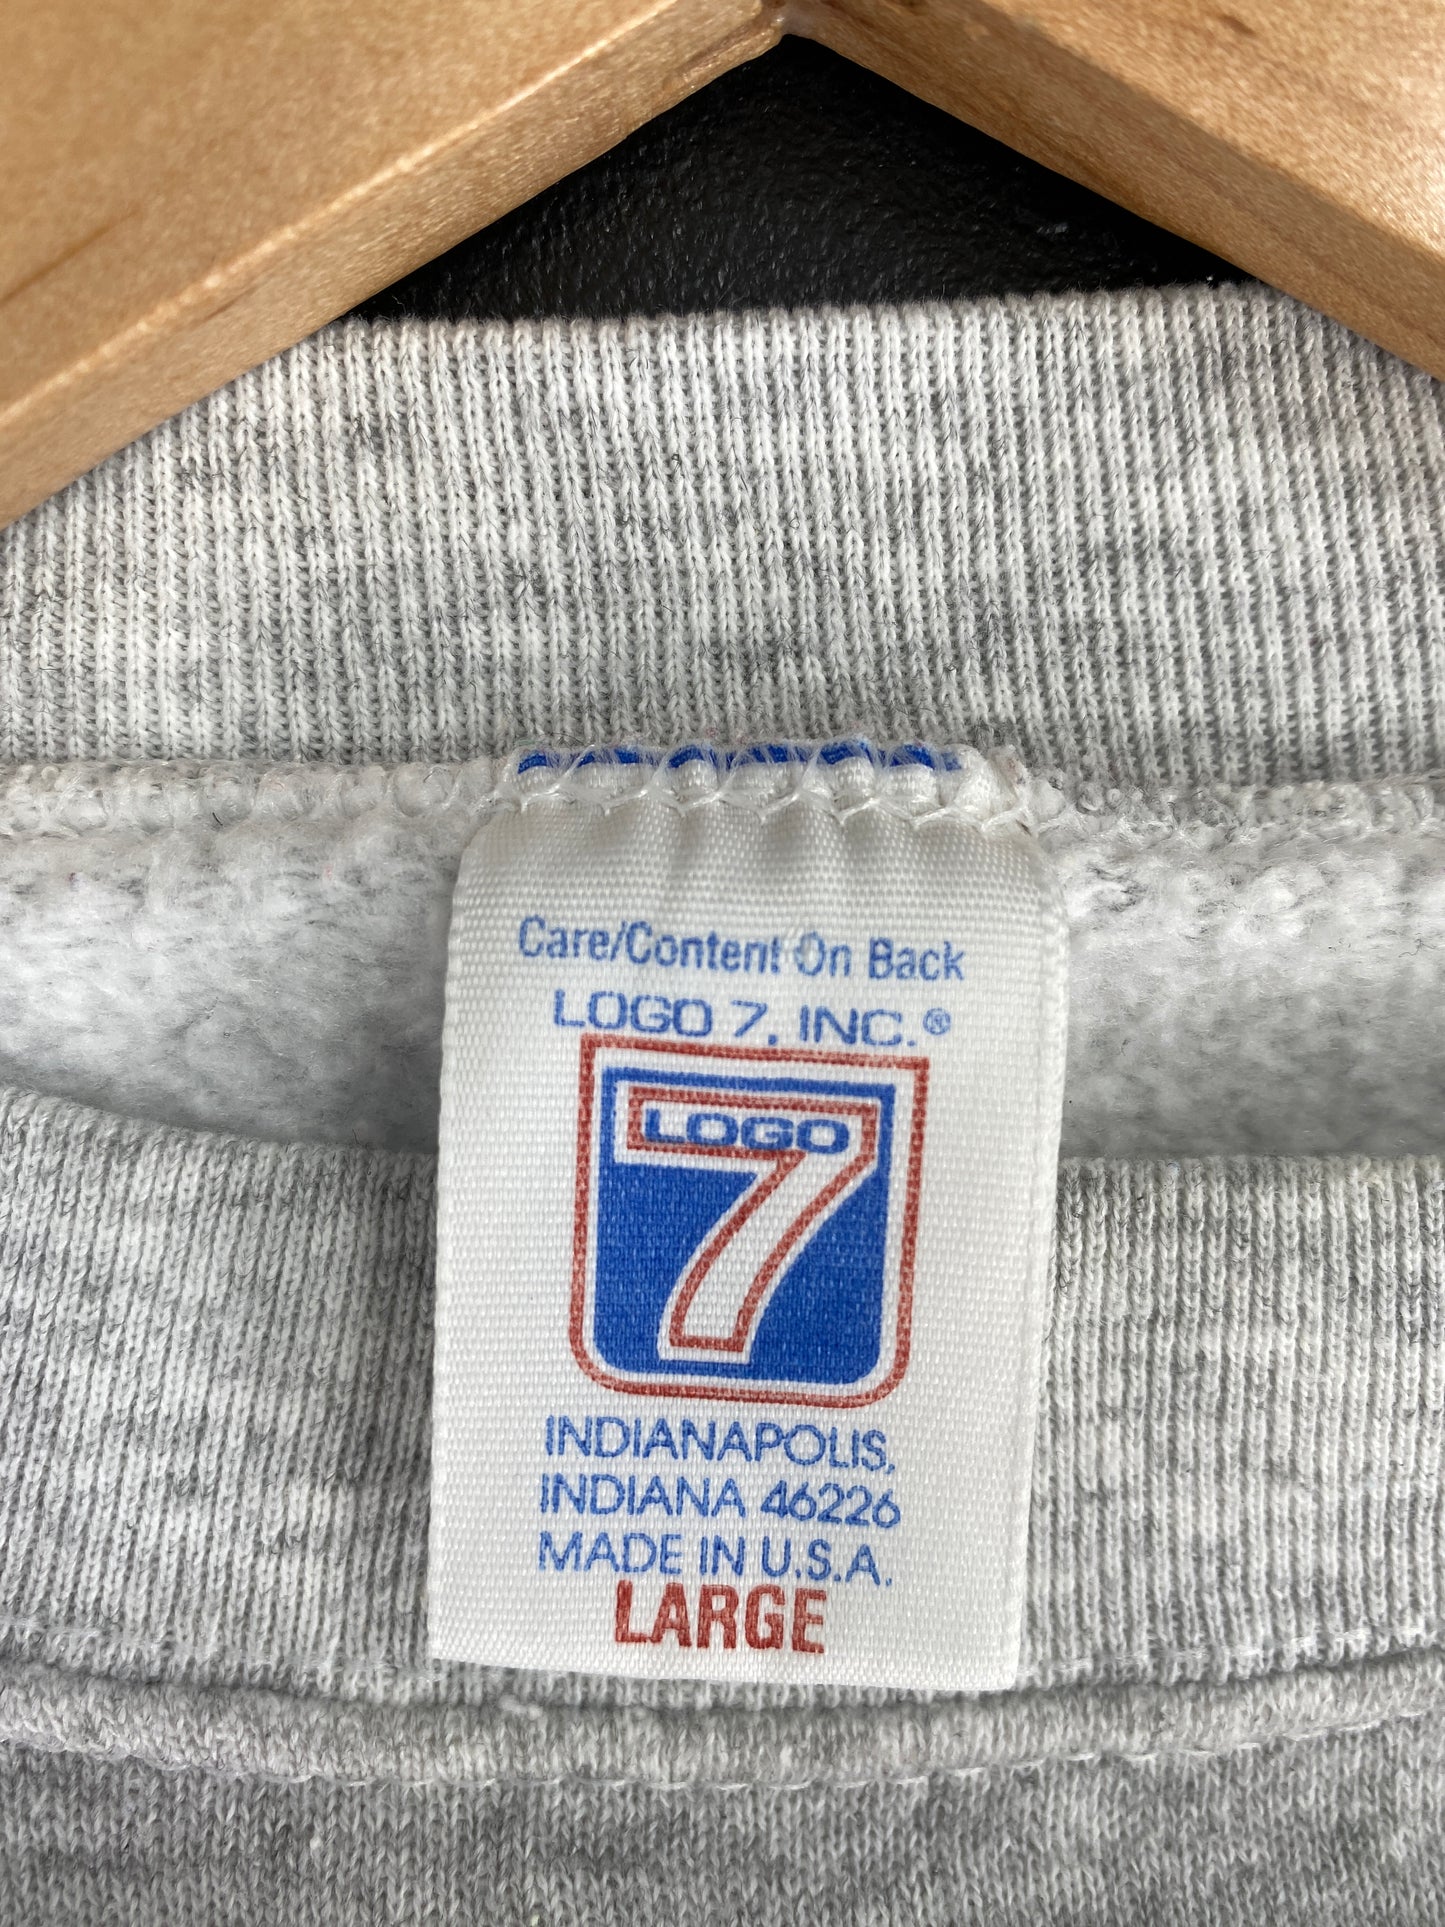 Care/Content On Back
LOGO 7, INC.®
LOGO
7
INDIANAPOLIS,
INDIANA 46226
MADE IN U.S.A.
LARGE